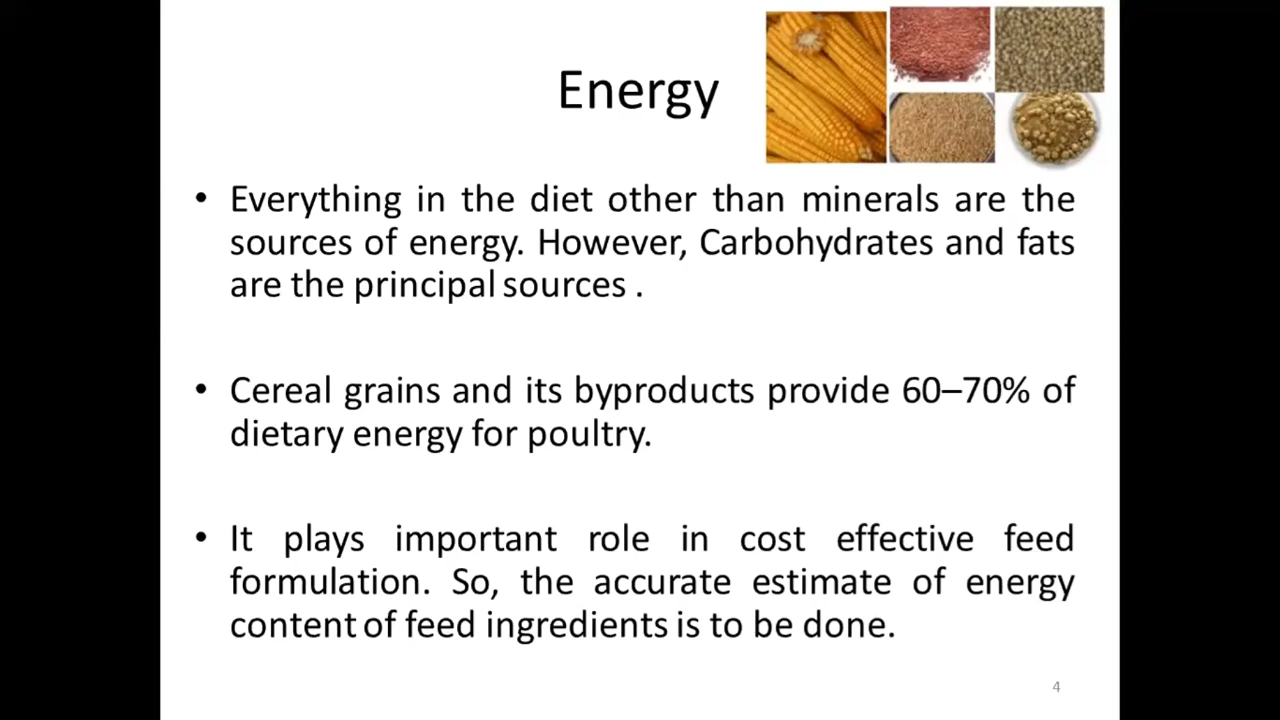 Energy
• Everything in the diet other than minerals are the
sources of energy. However, Carbohydrates and fats
are the principal sources .
• Cereal grains and its byproducts provide 60–70% of
dietary energy for poultry.
• It plays important role in cost effective feed
formulation. So, the accurate estimate of energy
content of feed ingredients is to be done.
4